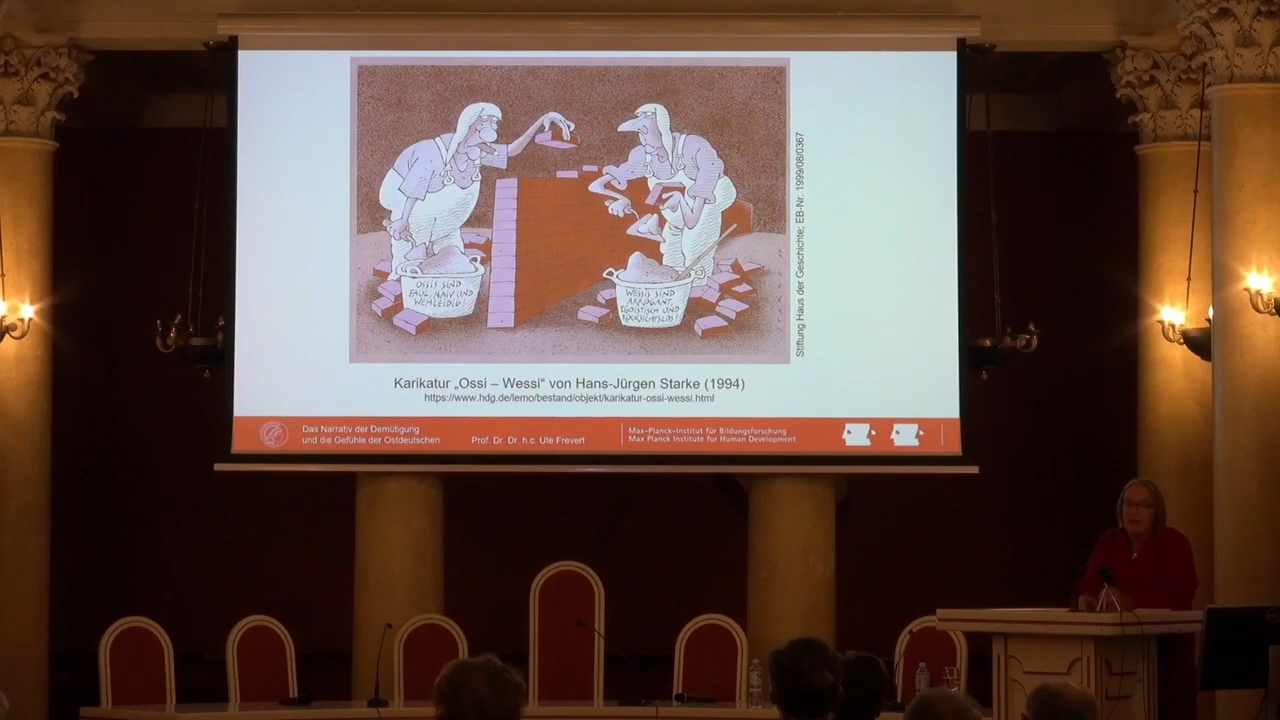 OSSIS SIND
FAUL, NAIV UND
WEHLEIDIG!
WESSIS SIND
ARROGANT,
EGOISTISCH UND
RÜCKSICHTSLOS!
Stiftung Haus der Geschichte; EB-Nr. 1999/08/0367
Karikatur „Ossi – Wessi“ von Hans-Jürgen Starke (1994)
https://www.hdg.de/lemo/bestand/objekt/karikatur-ossi-wessi.html
Das Narrativ der Demütigung
und die Gefühle der Ostdeutschen
Prof. Dr. Dr. h.c. Ute Frevert
Max-Planck-Institut für Bildungsforschung
Max Planck Institute for Human Development